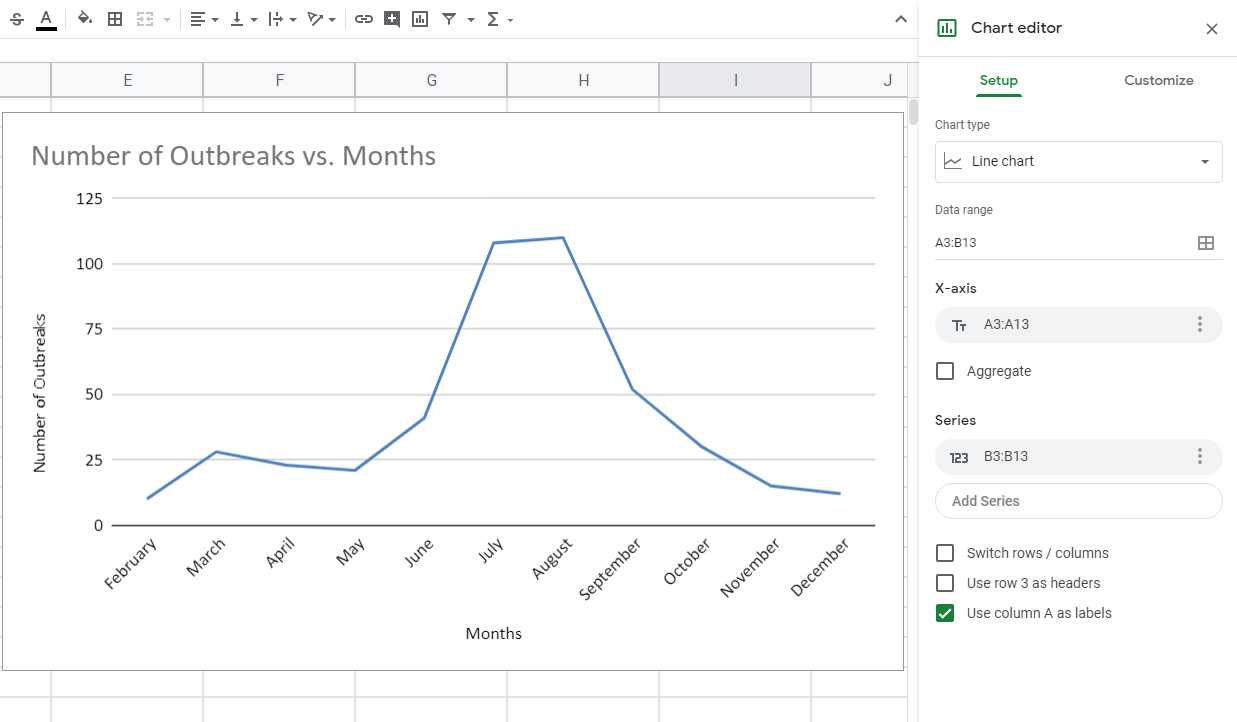 A
Chart editor
Setup
Customize
E F G H I J
Number of Outbreaks vs. Months
125
100
75
50
25
0
Number of Outbreaks
February March April May June July August September October November December
Months
Chart type
Line chart
Data range
A3:B13
X-axis
Tт A3:A13
Aggregate
Series
123 B3:B13
Add Series
Switch rows / columns
Use row 3 as headers
Use column A as labels